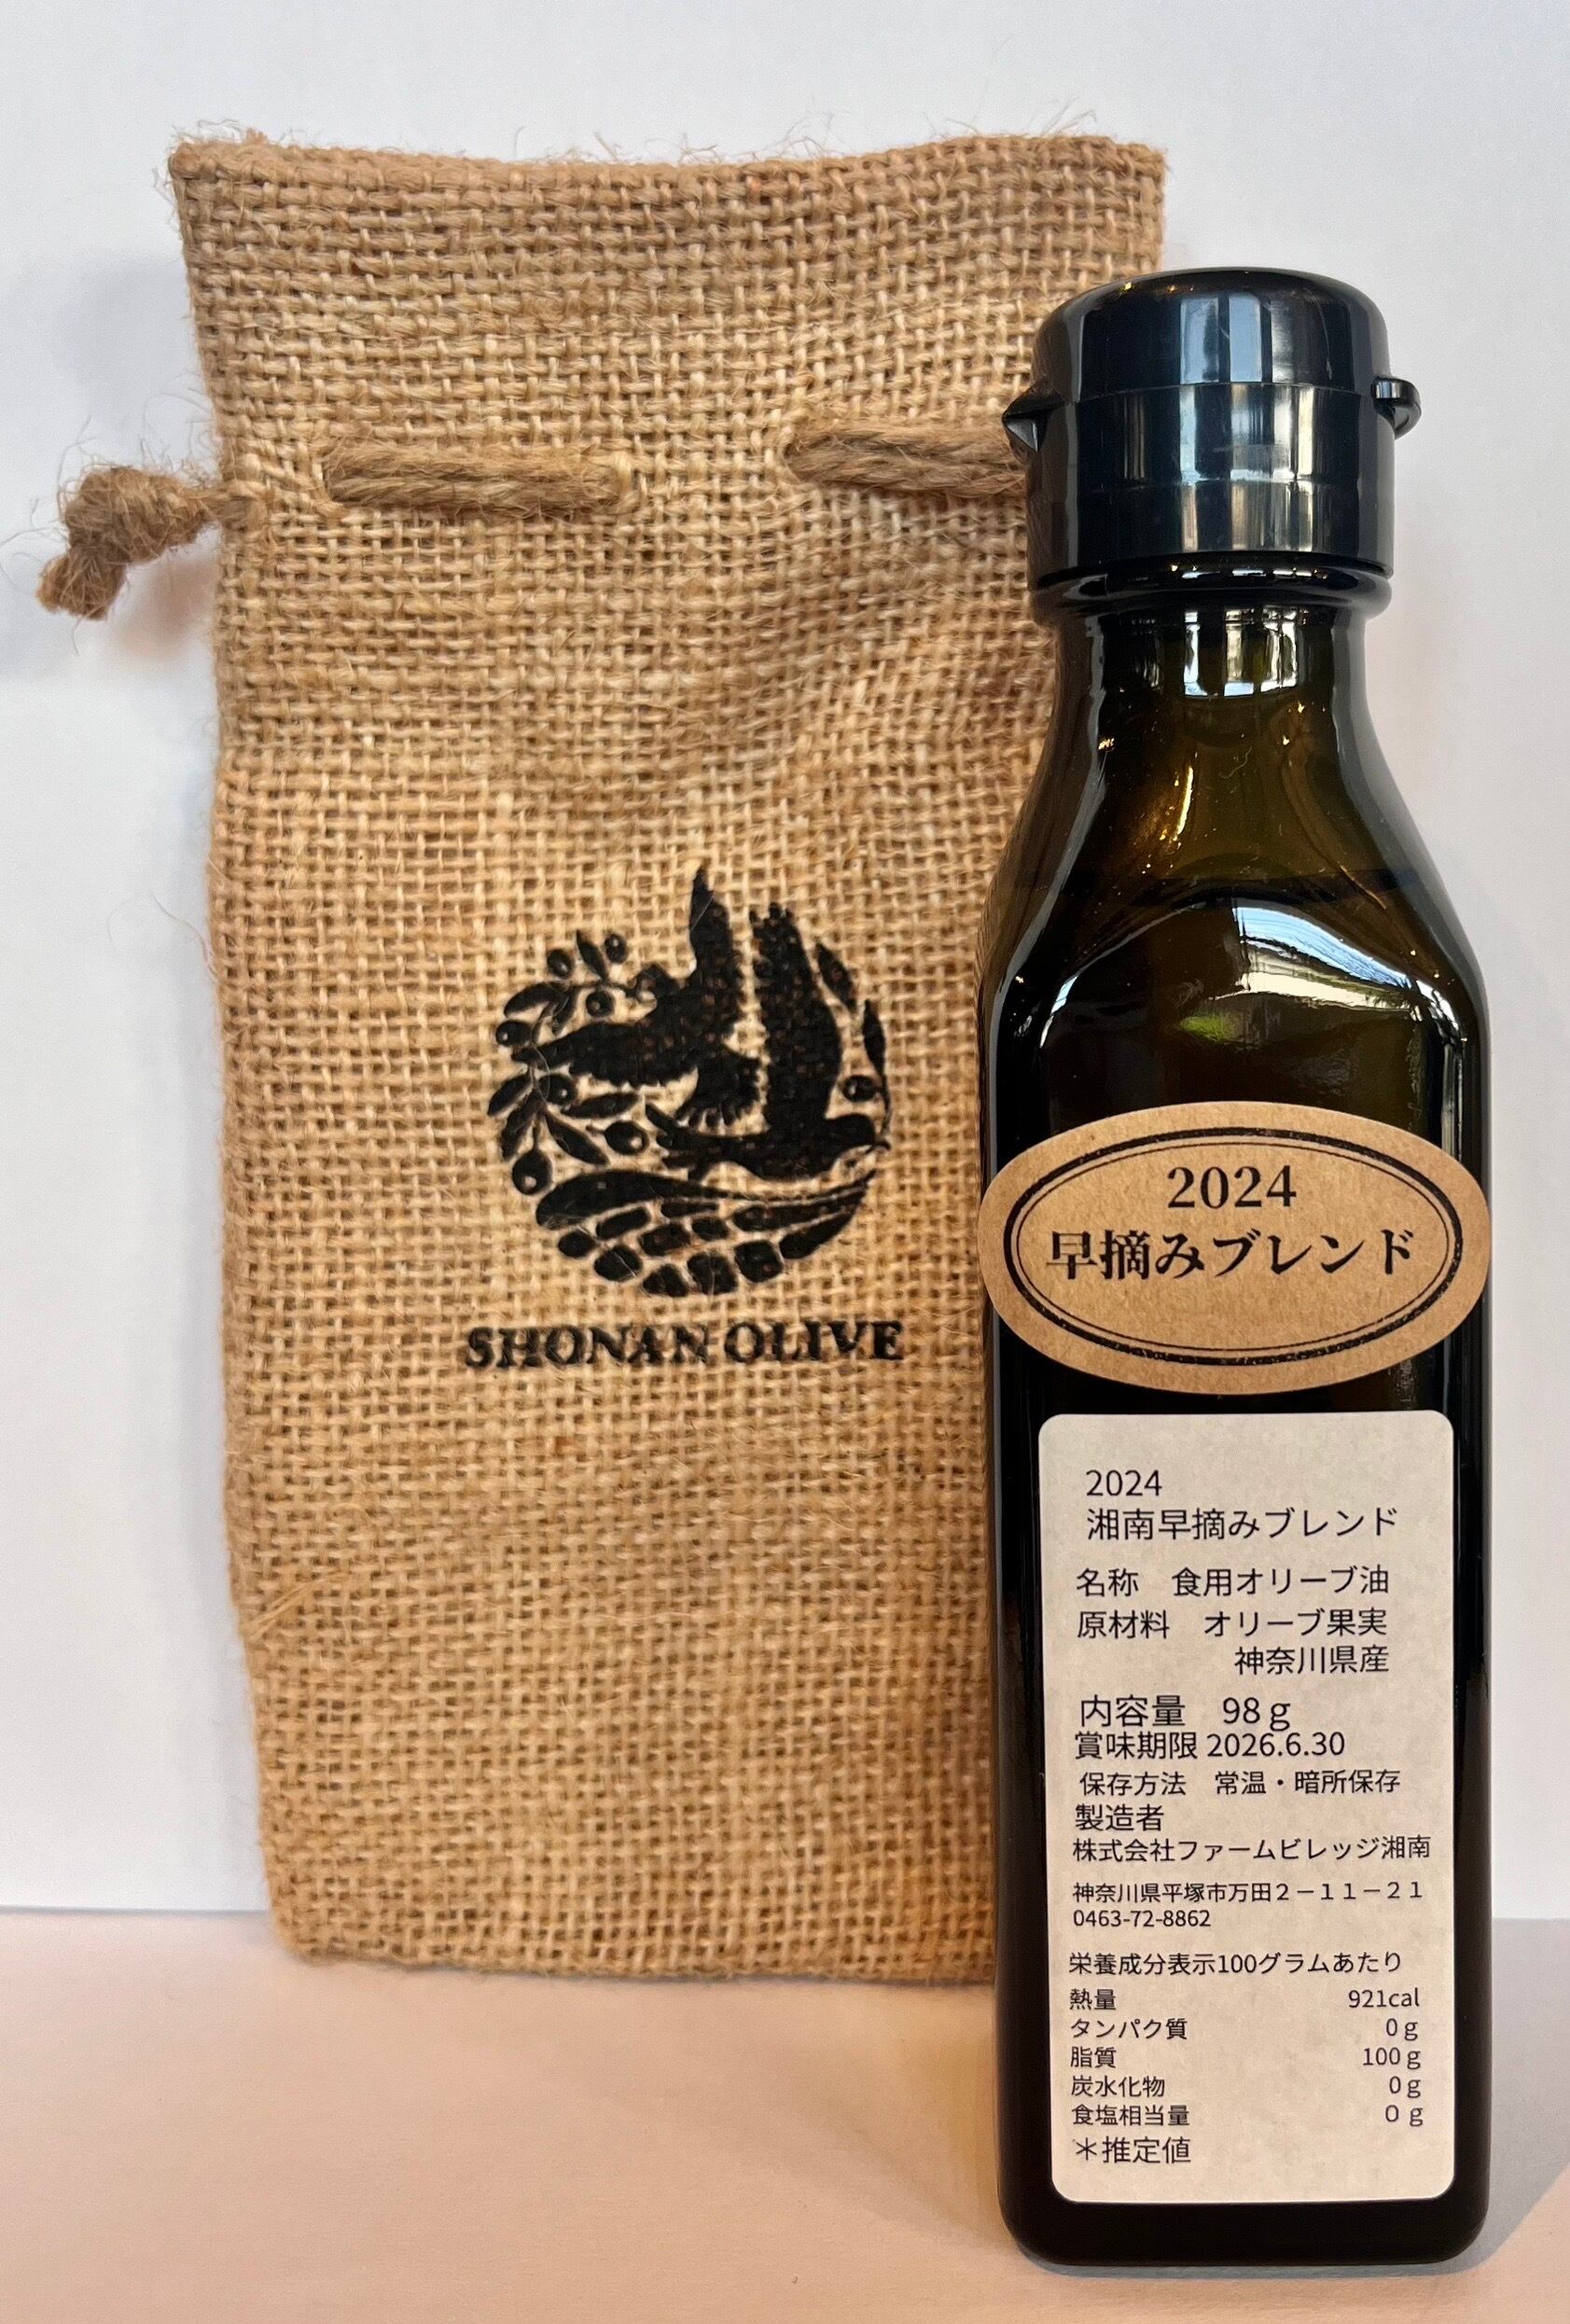 SHONAN OLIVE
2024
早摘みブレンド
2024
湘南早摘みブレンド
名称　食用オリーブ油
原材料　オリーブ果実
神奈川県産
内容量　98ｇ
賞味期限 2026.6.30
保存方法　常温・暗所保存
製造者
株式会社ファームビレッジ湘南
神奈川県平塚市万田２－１１－２１
0463-72-8862
栄養成分表示100グラムあたり
熱量　921cal
タンパク質　0ｇ
脂質　100ｇ
炭水化物　0ｇ
食塩相当量　０ｇ
＊推定値